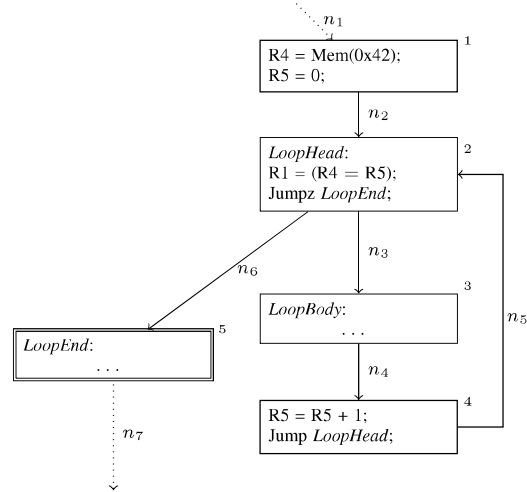 n1
1
R4 = Mem(0x42);
R5 = 0;
n2
2
LoopHead:
R1 = (R4 = R5);
Jumpz LoopEnd;
n6
n3
3
LoopBody:
...
n5
5
LoopEnd:
...
n4
4
R5 = R5 + 1;
Jump LoopHead;
n7